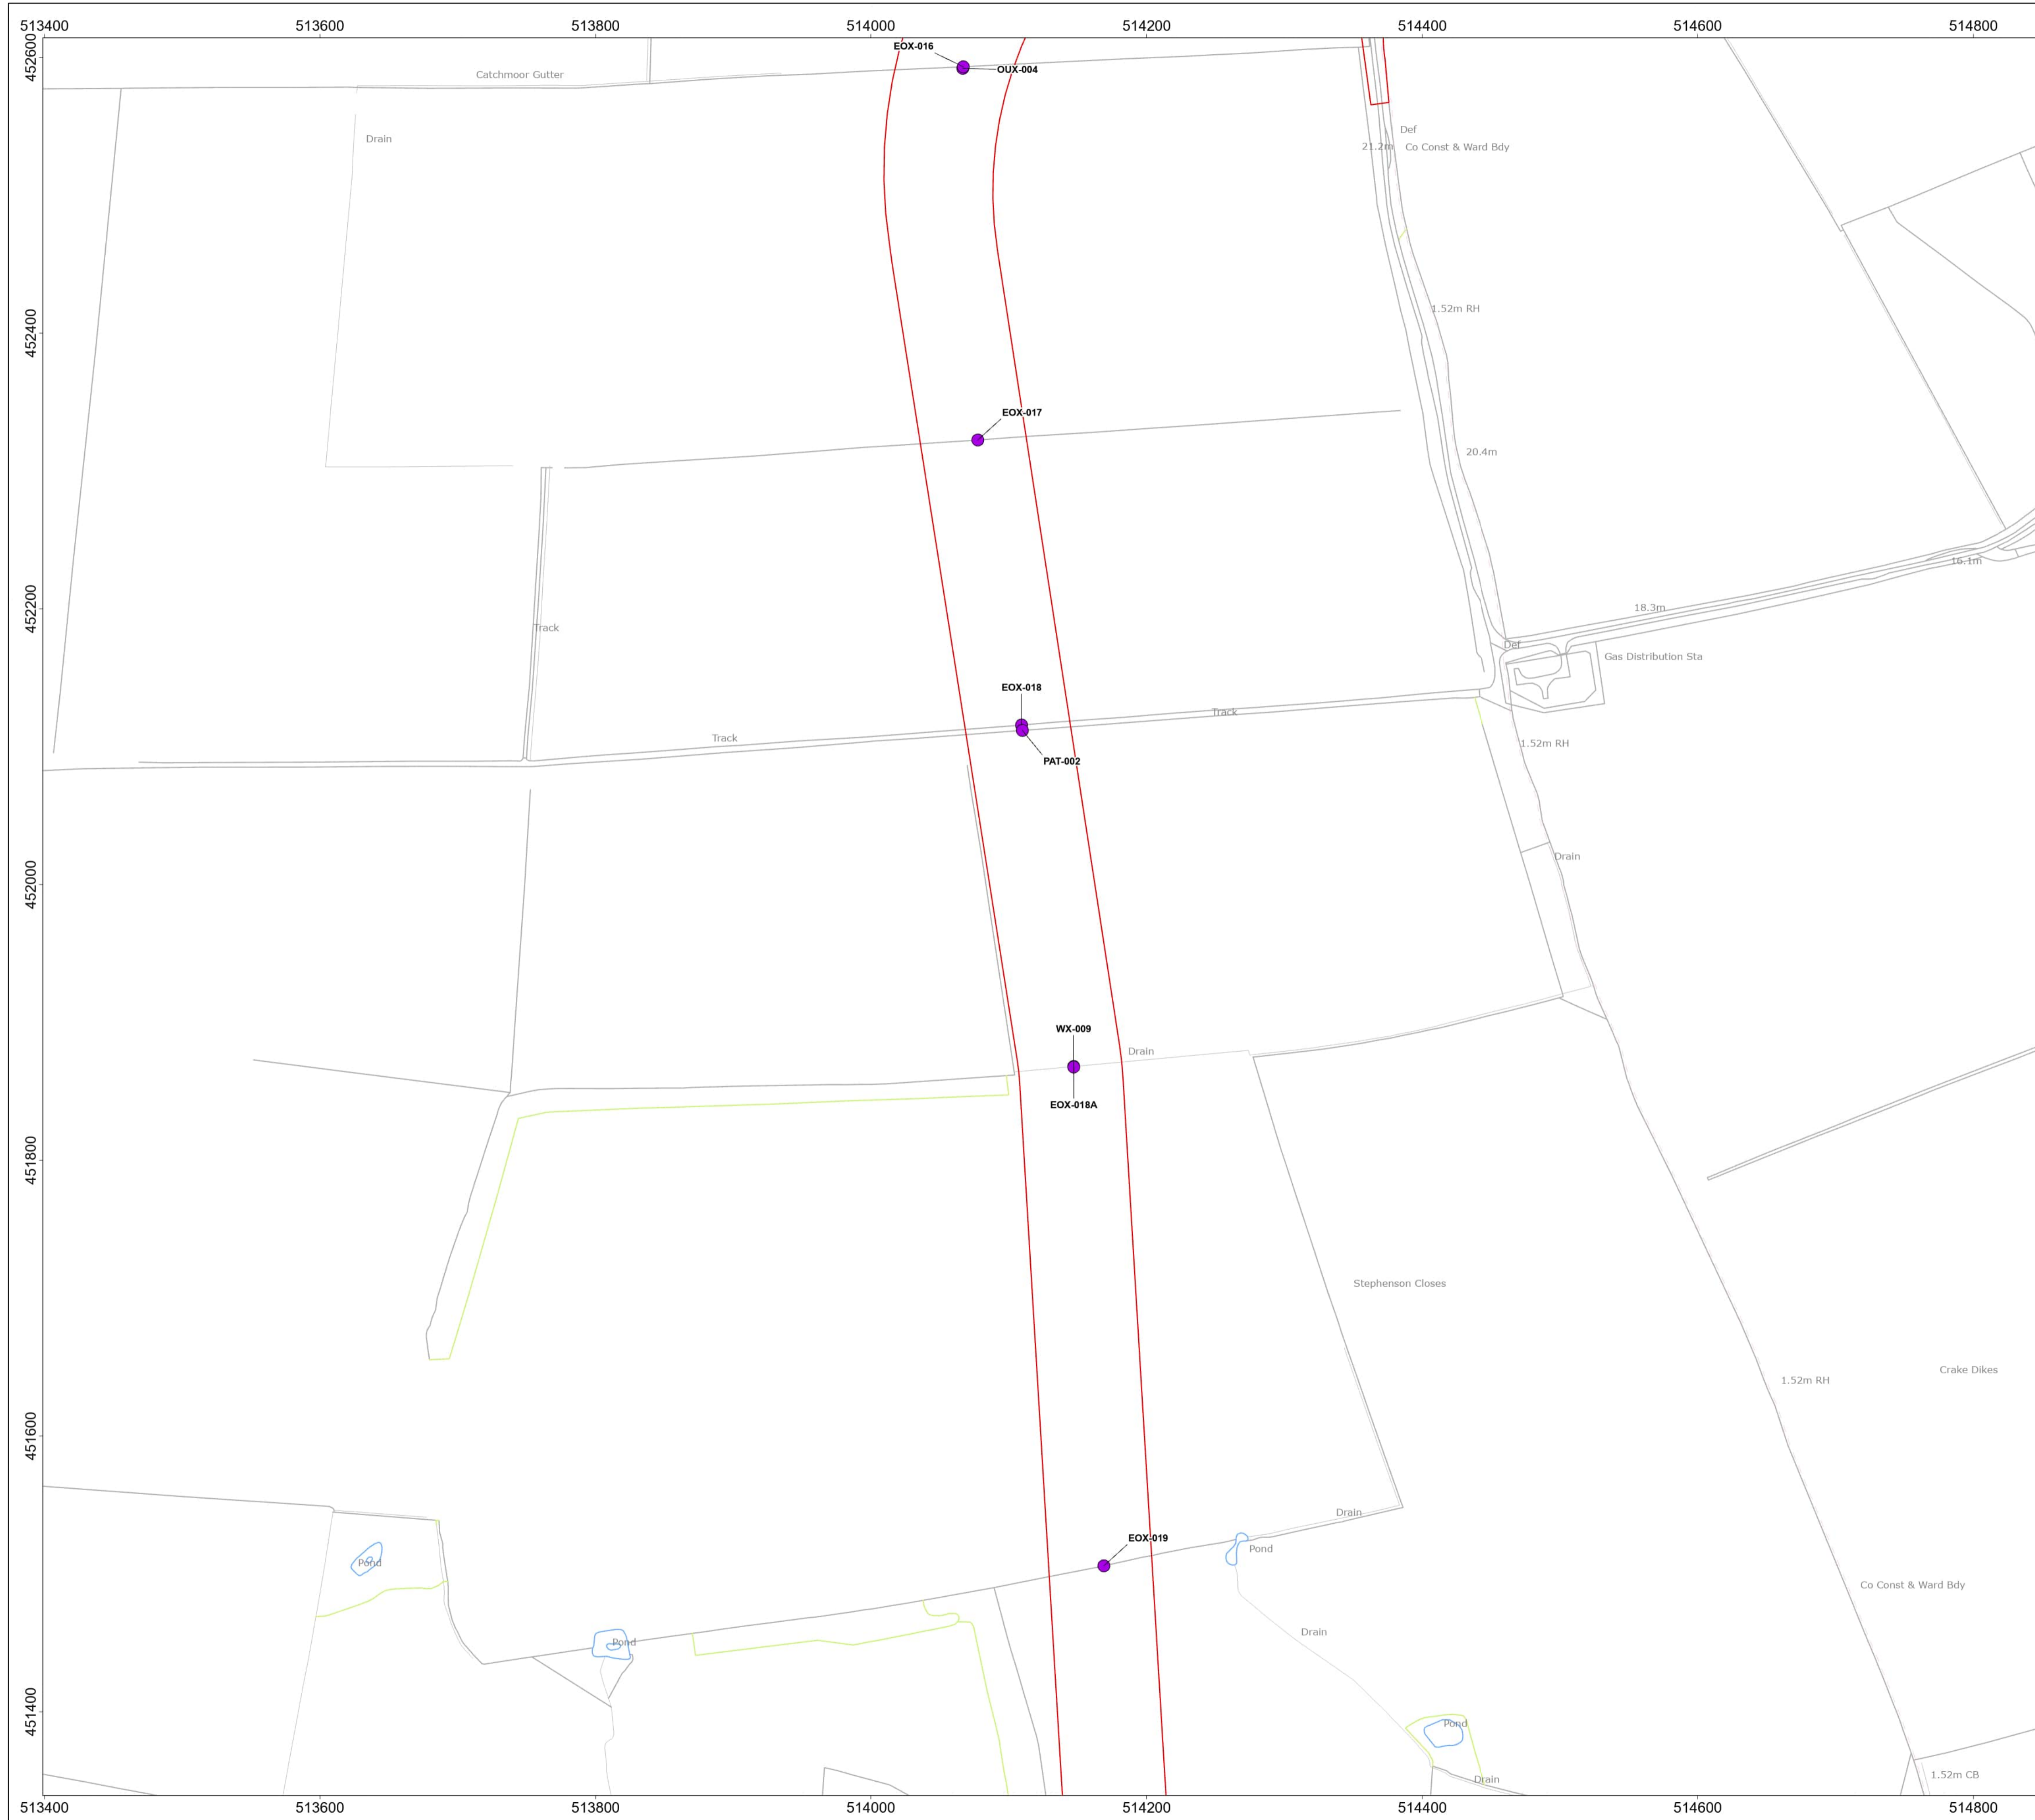 513400 513600 513800 514000 514200 514400 514600 514800
452600
EOX-016
OUX-004
Catchmoor Gutter
Def
Drain
21.2m Co Const & Ward Bdy
1.52m RH
452400
EOX-017
20.4m
16.1m
452200
18.3m
Track
Def
Gas Distribution Sta
EOX-018
Track
Track
1.52m RH
PAT-002
Drain
452000
WX-009
Drain
EOX-018A
451800
Stephenson Closes
Crake Dikes
1.52m RH
451600
Drain
EOX-019
Pond
Pond
Co Const & Ward Bdy
Drain
Pond
451400
Pond
1.52m CB
Drain
513400 513600 513800 514000 514200 514400 514600 514800